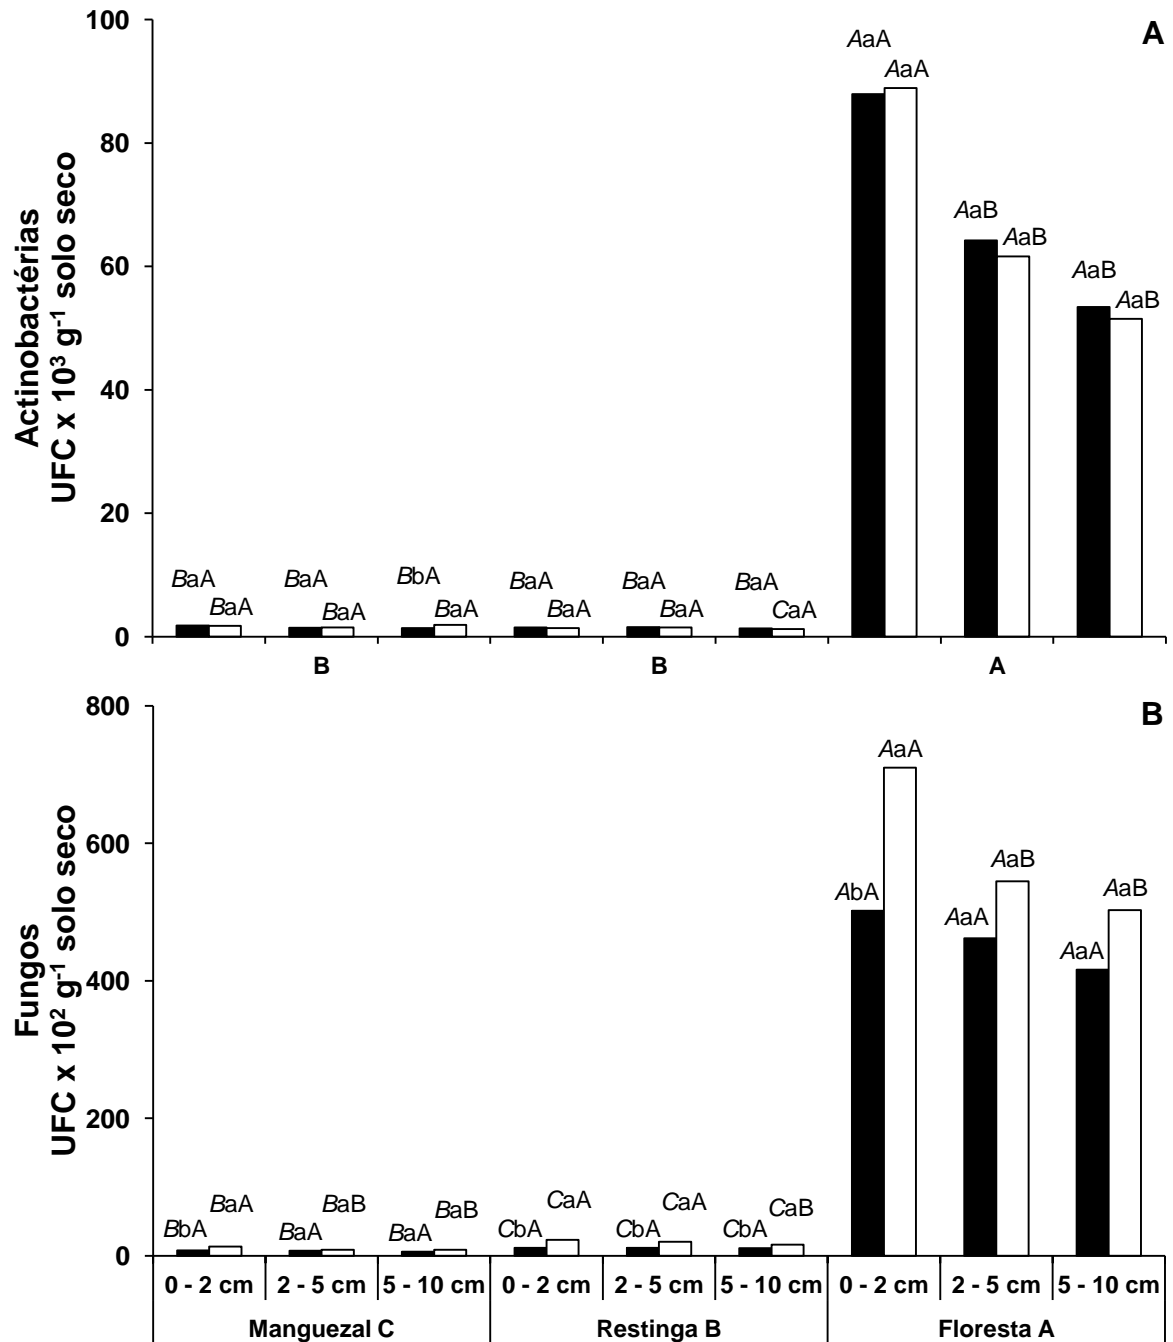 A
Actinobactérias
UFC x 10³ g⁻¹ solo seco
100
80
60
40
20
0
BaA
BaA
BaA
BaA
BbA
BaA
BaA
BaA
BaA
BaA
BaA
CaA
AaA
AaA
AaB
AaB
AaB
AaB
B
B
A
B
Fungos
UFC x 10² g⁻¹ solo seco
800
600
400
200
0
BbA
BaA
BaA
BaB
BaA
BaB
CbA
CaA
CbA
CaA
CbA
CaB
AbA
AaA
AaA
AaB
AaA
AaB
0 - 2 cm
2 - 5 cm
5 - 10 cm
0 - 2 cm
2 - 5 cm
5 - 10 cm
0 - 2 cm
2 - 5 cm
5 - 10 cm
Manguezal C
Restinga B
Floresta A